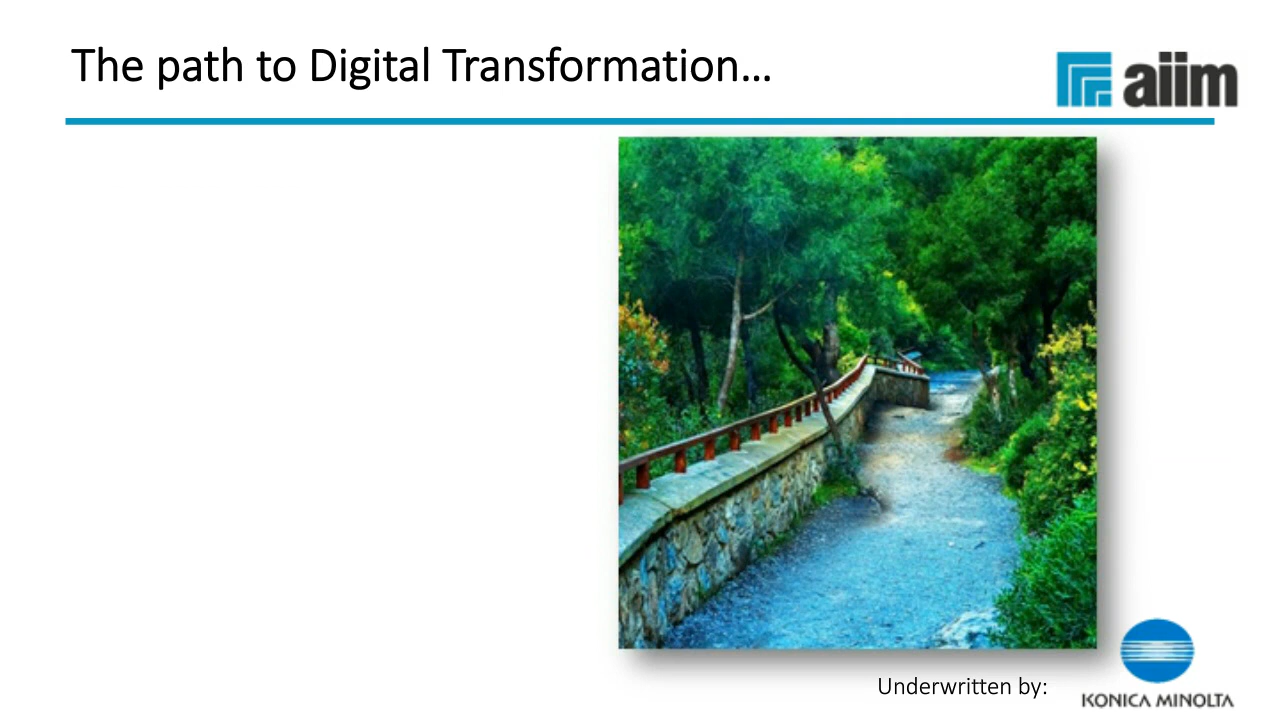 The path to Digital Transformation...
aiim
Underwritten by:
KONICA MINOLTA